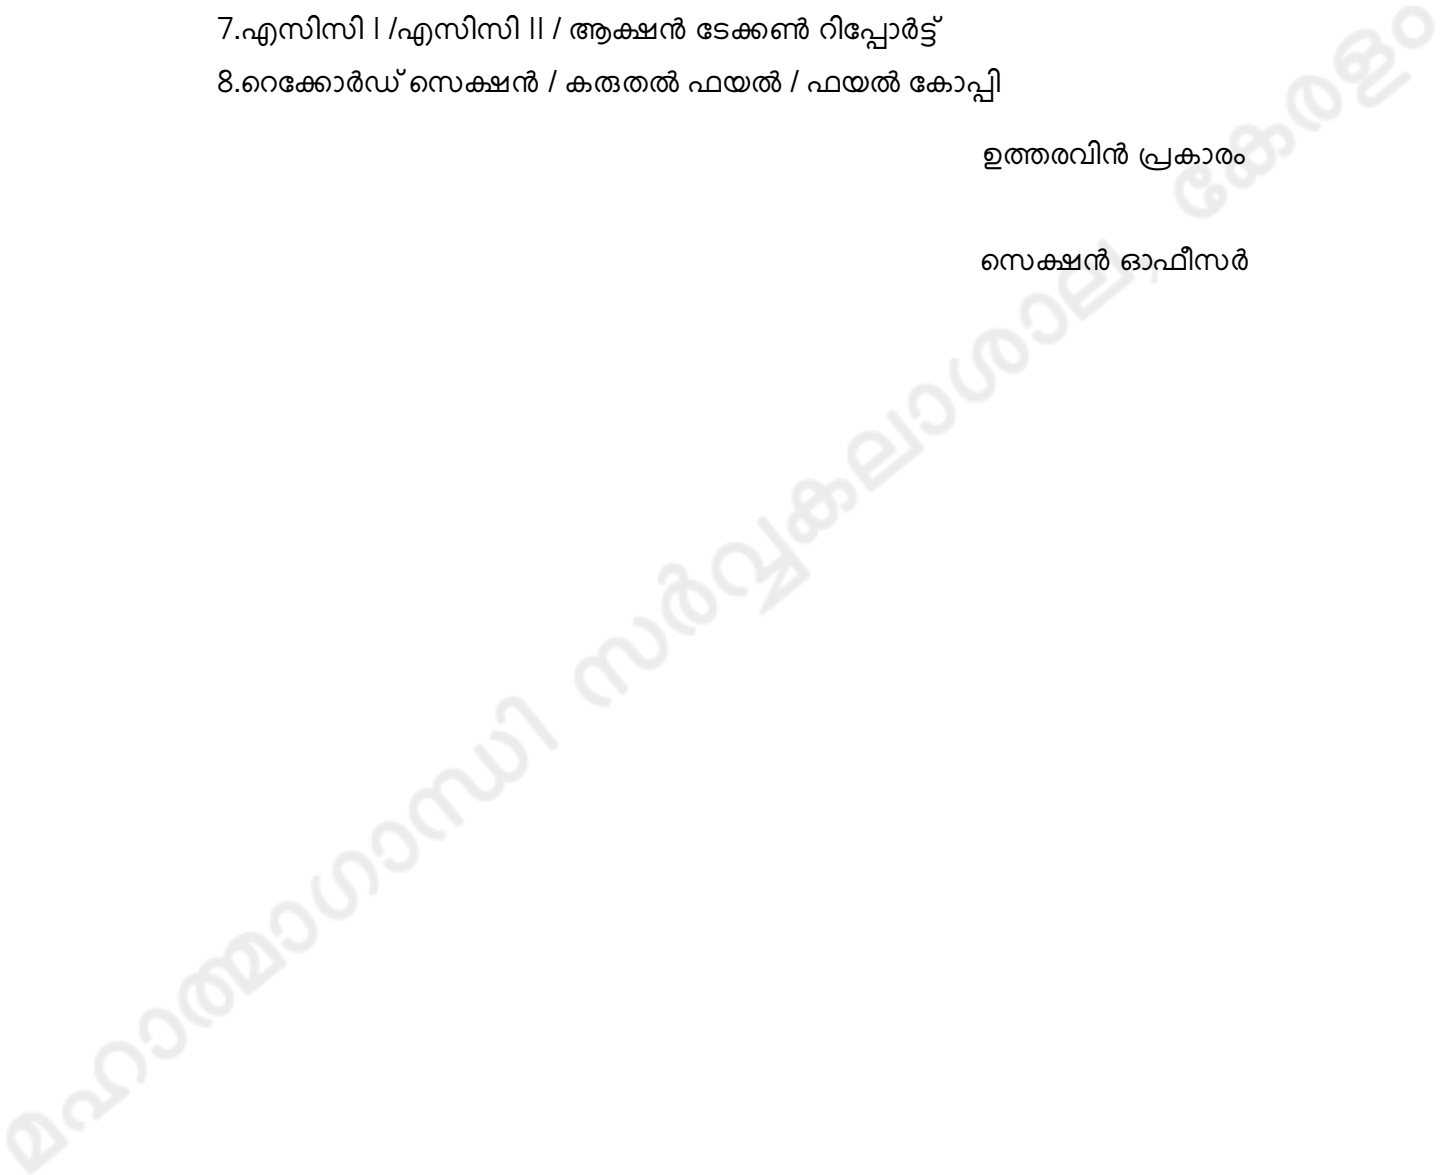 7.എസിസി I /എസിസി II / ആക്ഷൻ ടേക്കൺ റിപ്പോർട്ട്
8.റെക്കോർഡ് സെക്ഷൻ / കരുതൽ ഫയൽ / ഫയൽ കോപ്പി
ഉത്തരവിൻ പ്രകാരം
സെക്ഷൻ ഓഫീസർ
മഹാത്മാഗാന്ധി സർവ്വകലാശാല, കേരളം